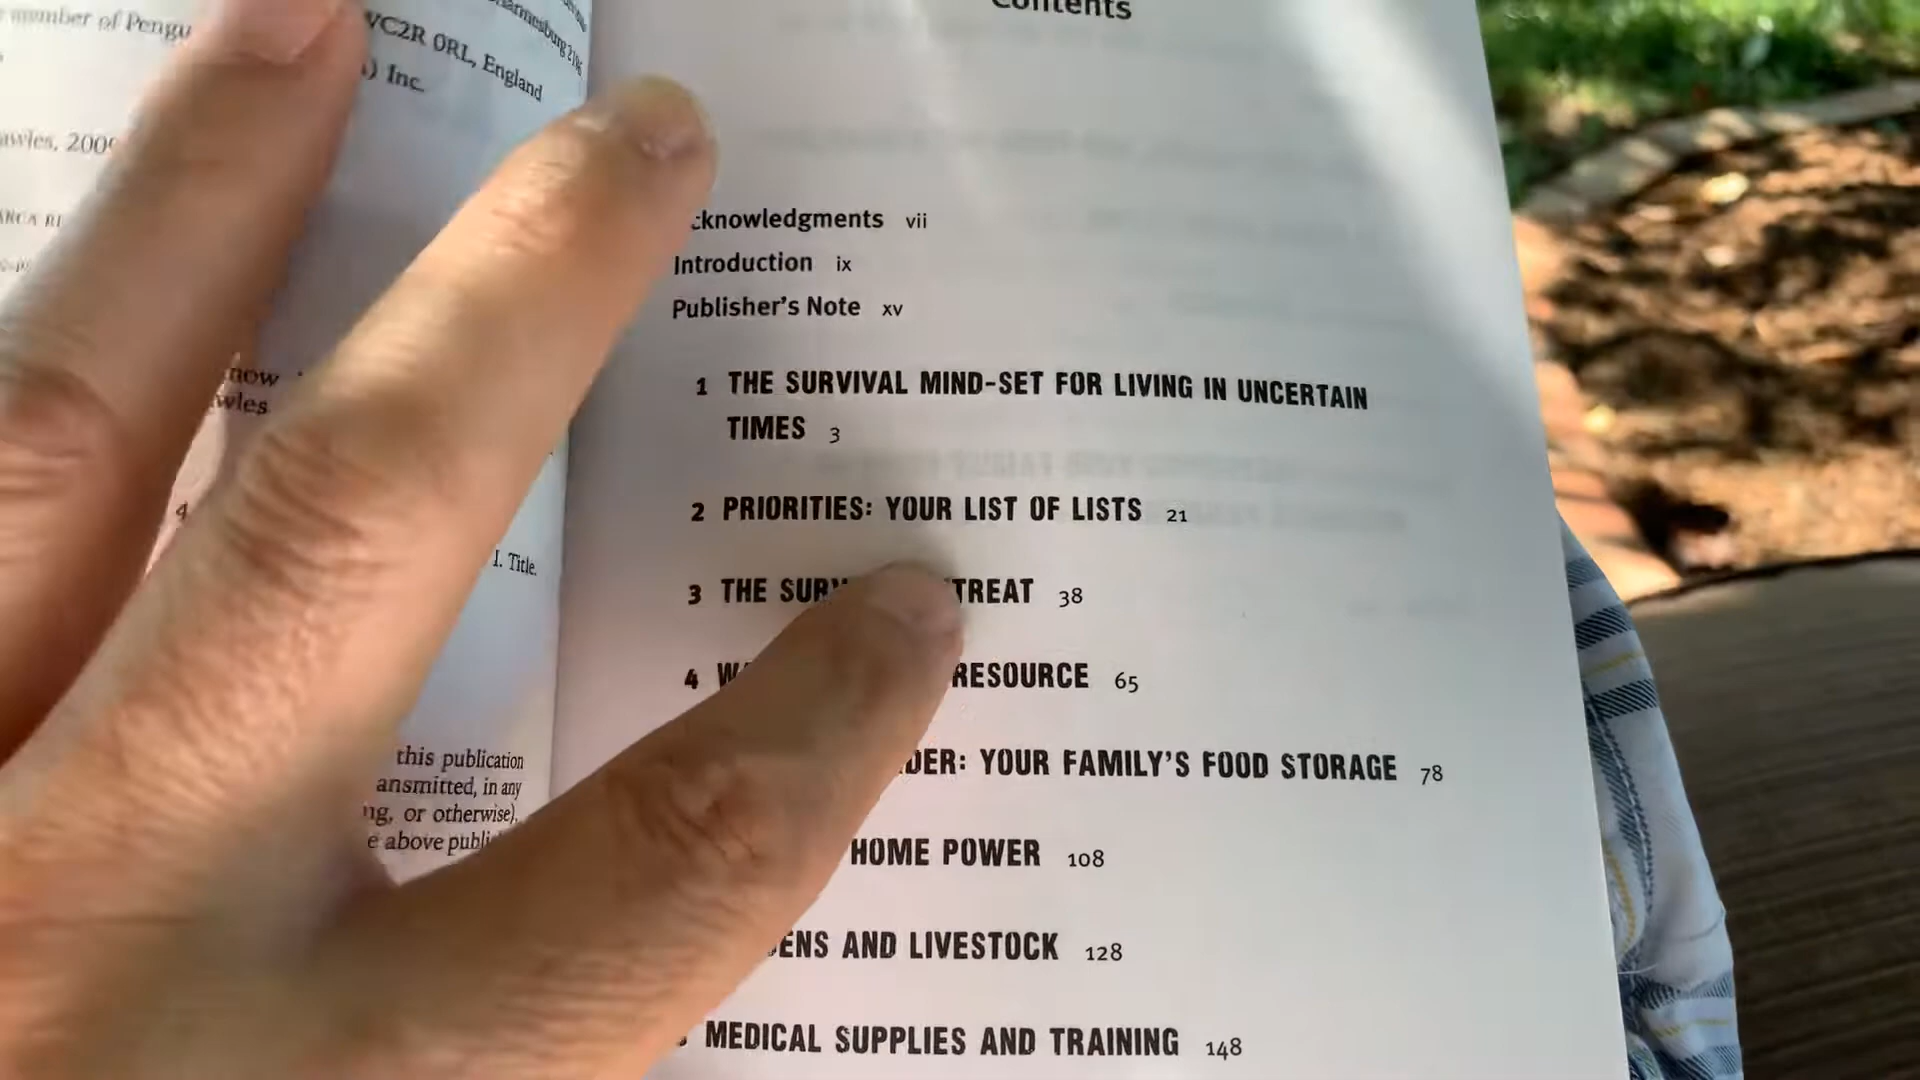 member of Pengu
WC2R 0RL, England
) Inc.
2009
now
wles
4
I. Title.
this publication
ansmitted, in any
ng, or otherwise),
e above publi
Contents
cknowledgments vii
Introduction ix
Publisher's Note xv
1 THE SURVIVAL MIND-SET FOR LIVING IN UNCERTAIN
TIMES 3
2 PRIORITIES: YOUR LIST OF LISTS 21
3 THE SURV TREAT 38
4 W RESOURCE 65
DER: YOUR FAMILY'S FOOD STORAGE 78
HOME POWER 108
ENS AND LIVESTOCK 128
MEDICAL SUPPLIES AND TRAINING 148